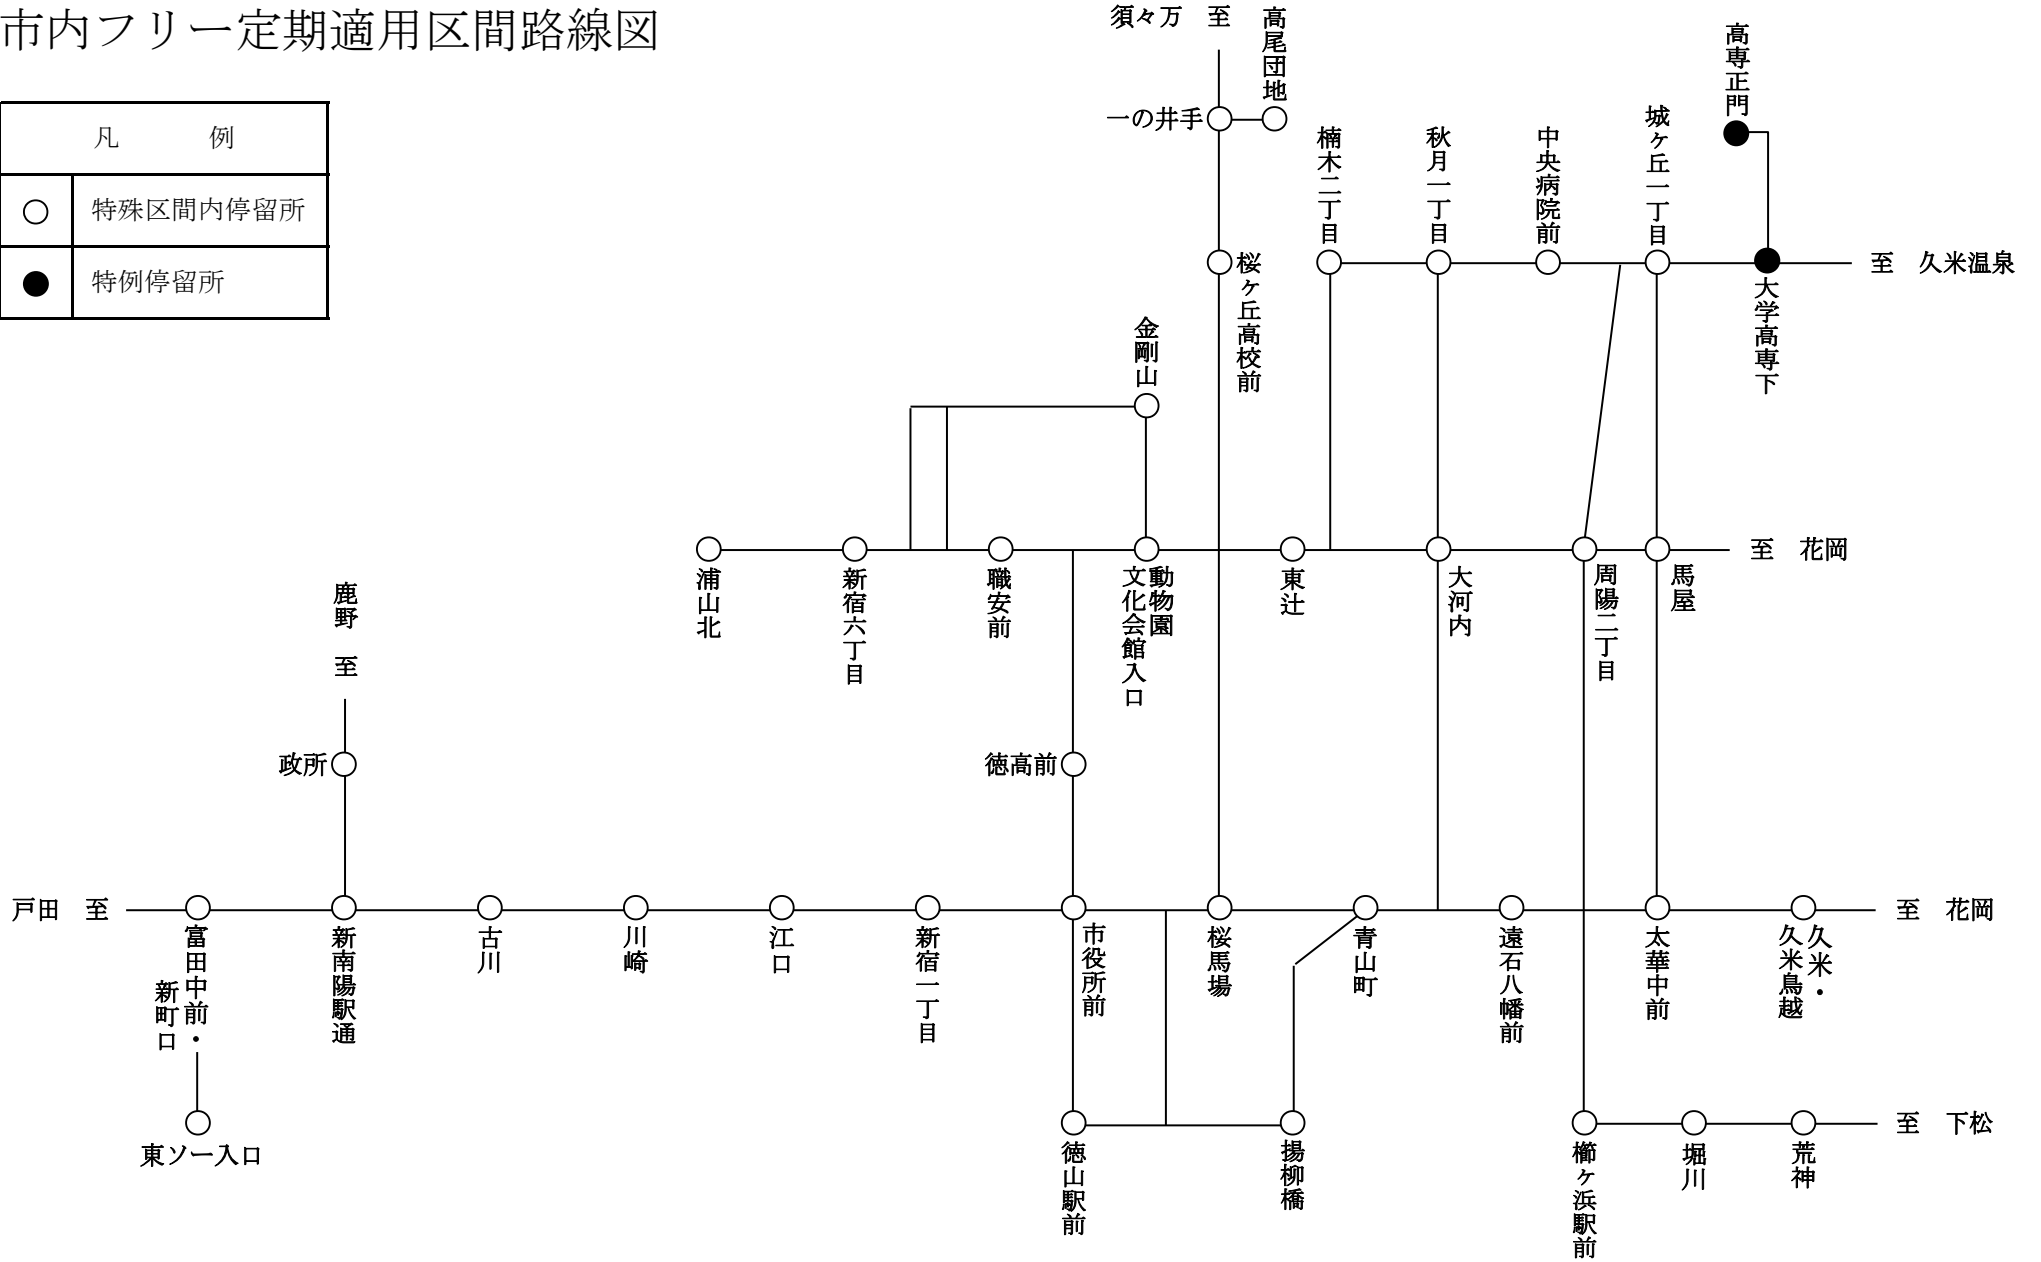 市内フリー定期適用区間路線図
凡　例
特殊区間内停留所
特例停留所
須々万　至
高尾団地
一の井手
高専正門
楠木二丁目
秋月一丁目
中央病院前
城ヶ丘一丁目
至　久米温泉
大学高専下
桜ヶ丘高校前
金剛山
至　花岡
浦山北
新宿六丁目
職安前
動物園
文化会館入口
東辻
大河内
周陽二丁目
馬屋
鹿野　至
政所
徳高前
戸田　至
至　花岡
富田中前・
新町口
新南陽駅通
古川
川崎
江口
新宿一丁目
市役所前
桜馬場
青山町
遠石八幡前
太華中前
久米・
久米鳥越
東ソー入口
徳山駅前
揚柳橋
櫛ヶ浜駅前
堀川
荒神
至　下松